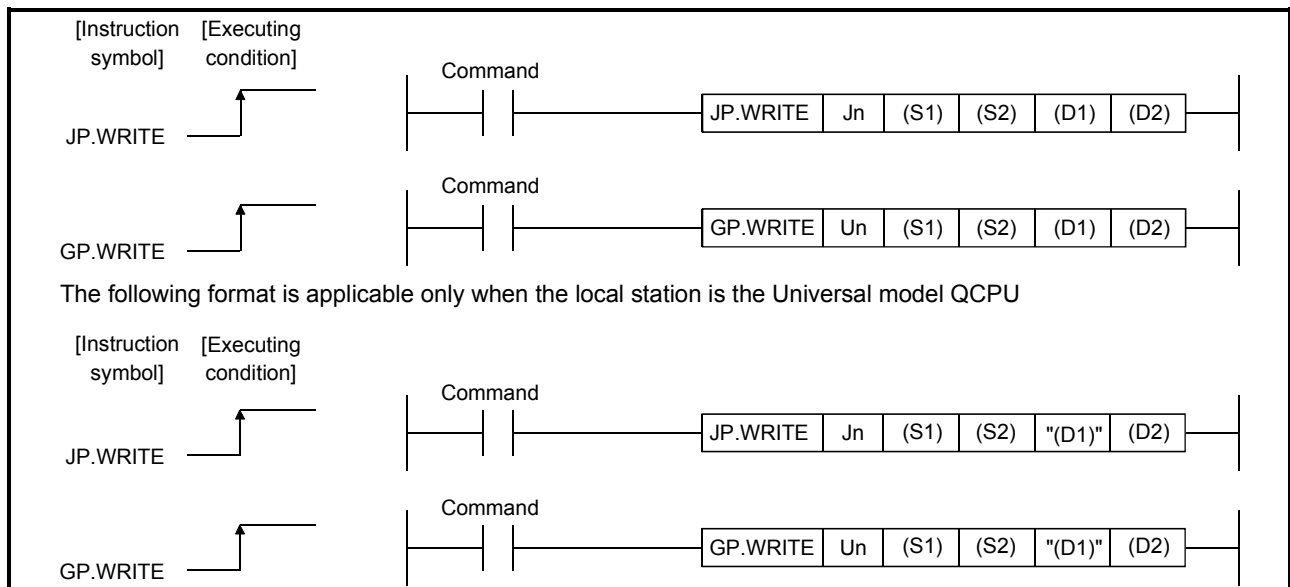 [Instruction symbol] [Executing condition]
Command
JP.WRITE
JP.WRITE Jn (S1) (S2) (D1) (D2)
Command
GP.WRITE
GP.WRITE Un (S1) (S2) (D1) (D2)
The following format is applicable only when the local station is the Universal model QCPU
[Instruction symbol] [Executing condition]
Command
JP.WRITE
JP.WRITE Jn (S1) (S2) "(D1)" (D2)
Command
GP.WRITE
GP.WRITE Un (S1) (S2) "(D1)" (D2)